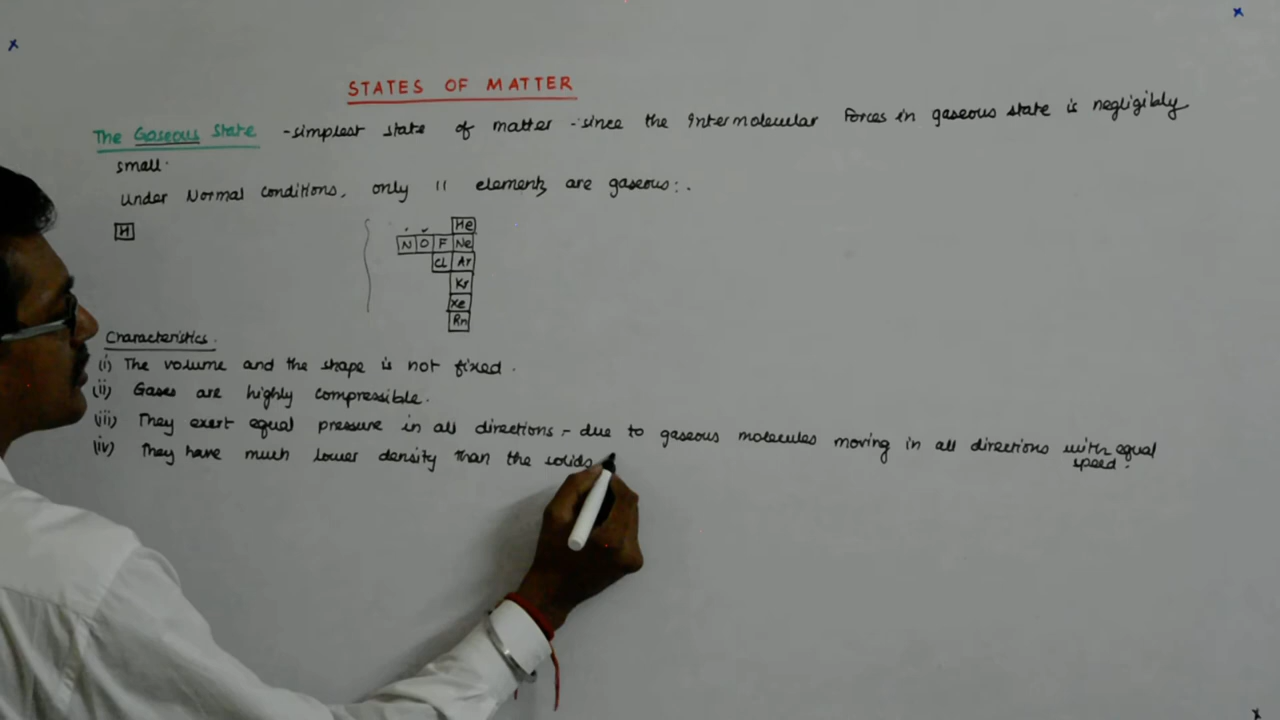 STATES OF MATTER
The Gaseous State - simplest state of matter - since the Intermolecular Forces in gaseous state is negligibly
small.
Under Normal conditions, only 11 elements are gaseous:.
H
He
N O F Ne
Cl Ar
Kr
Xe
Rn
Characteristics.
(i) The volume and the shape is not fixed.
(ii) Gases are highly compressible.
(iii) They exert equal pressure in all directions - due to gaseous molecules moving in all directions with equal
speed.
(iv) They have much lower density than the solids